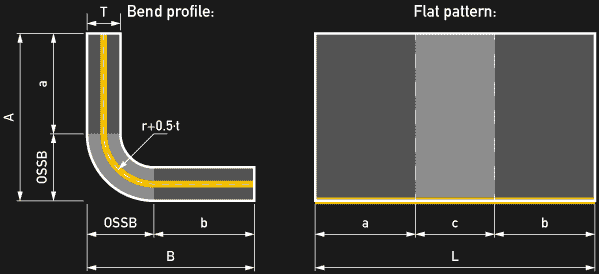 Bend profile:
T
A
a
OSSB
r+0.5·t
OSSB
b
B
Flat pattern:
a
c
b
L